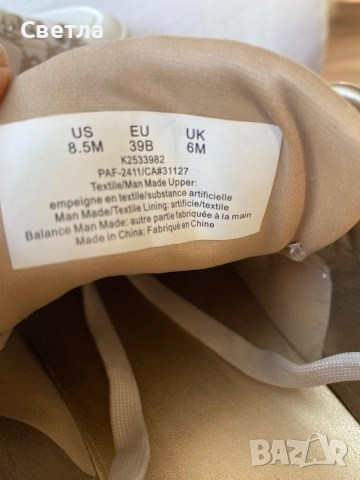 Светла
US EU UK
8.5M 39B 6M
K2533982
PAF-2411/CA#31127
Textile/Man Made Upper:
empeigne en textile/substance artificielle
Man Made/Textile Lining: artificie/textile
Balance Man Made: autre partie fabriquée à la main
Made in China: Fabriqué en Chine
BAZAR